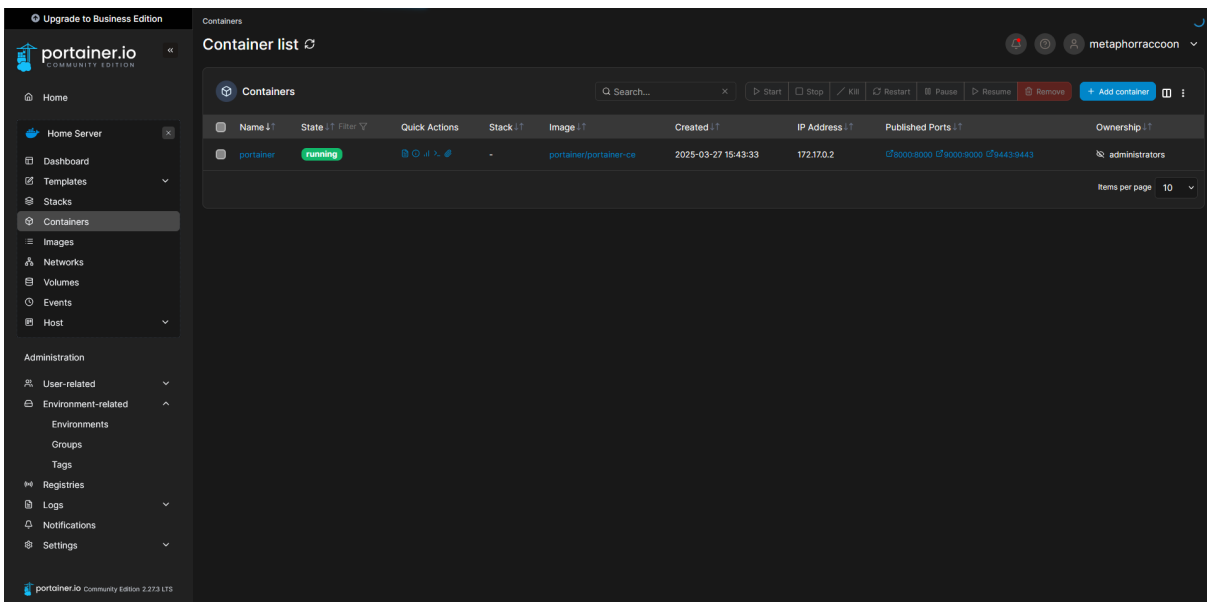 Upgrade to Business Edition
portainer.io
COMMUNITY EDITION
Home
Home Server
Dashboard
Templates
Stacks
Containers
Images
Networks
Volumes
Events
Host
Administration
User-related
Environment-related
Environments
Groups
Tags
Registries
Logs
Notifications
Settings
portainer.io Community Edition 2.27.3 LTS
Containers
Container list
metaphorraccoon
Containers
Search...
Start Stop Kill Restart Pause Resume Remove
+ Add container
Name State Filter Quick Actions Stack Image Created IP Address Published Ports Ownership
portainer running - portainer/portainer-ce 2025-03-27 15:43:33 172.17.0.2 8000:8000 9000:9000 9443:9443 administrators
Items per page 10